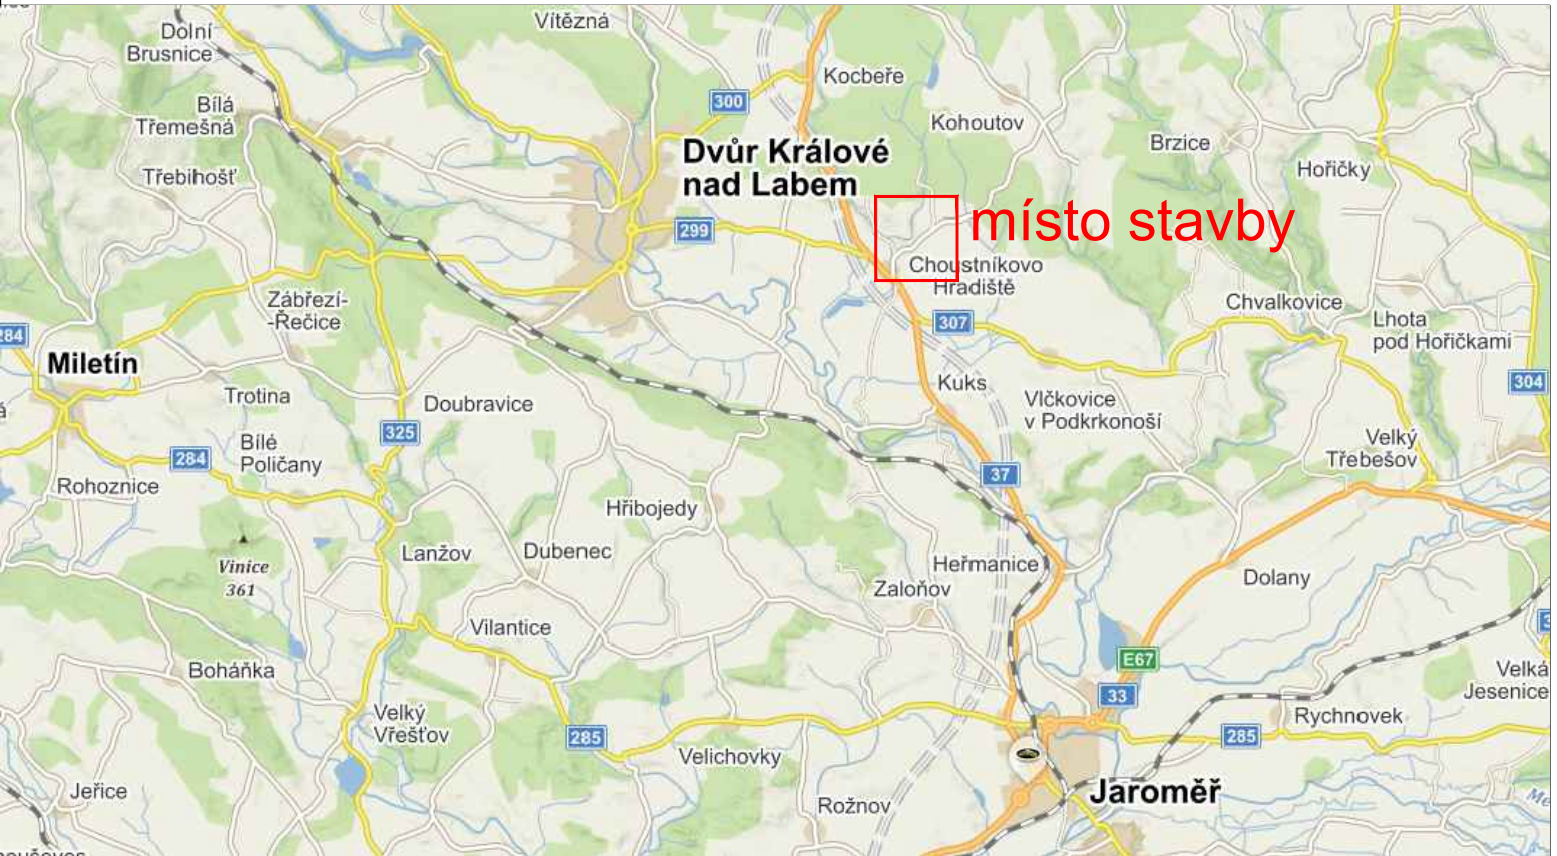 Vítězná
Dolní
Brusnice
Kocbeře
300
Bílá
Třemešná
Kohoutov
Brzice
Dvůr Králové
nad Labem
Hořičky
Třebihošť
místo stavby
299
Choustníkovo
Hradiště
Zábřezí-
-Řečice
Chvalkovice
307
Lhota
pod Hořičkami
284
Miletín
Kuks
304
Trotina
Doubravice
Vlčkovice
v Podkrkonoší
325
Bílé
Poličany
Velký
Třebešov
284
37
Rohoznice
Hřibojedy
Lanžov
Dubenec
Heřmanice
Vinice
361
Dolany
Zaloňov
Vilantice
E67
Boháňka
Velká
Jesenice
33
Velký
Vřešťov
Rychnovek
285
285
Velichovky
Jeřice
Jaroměř
Rožnov